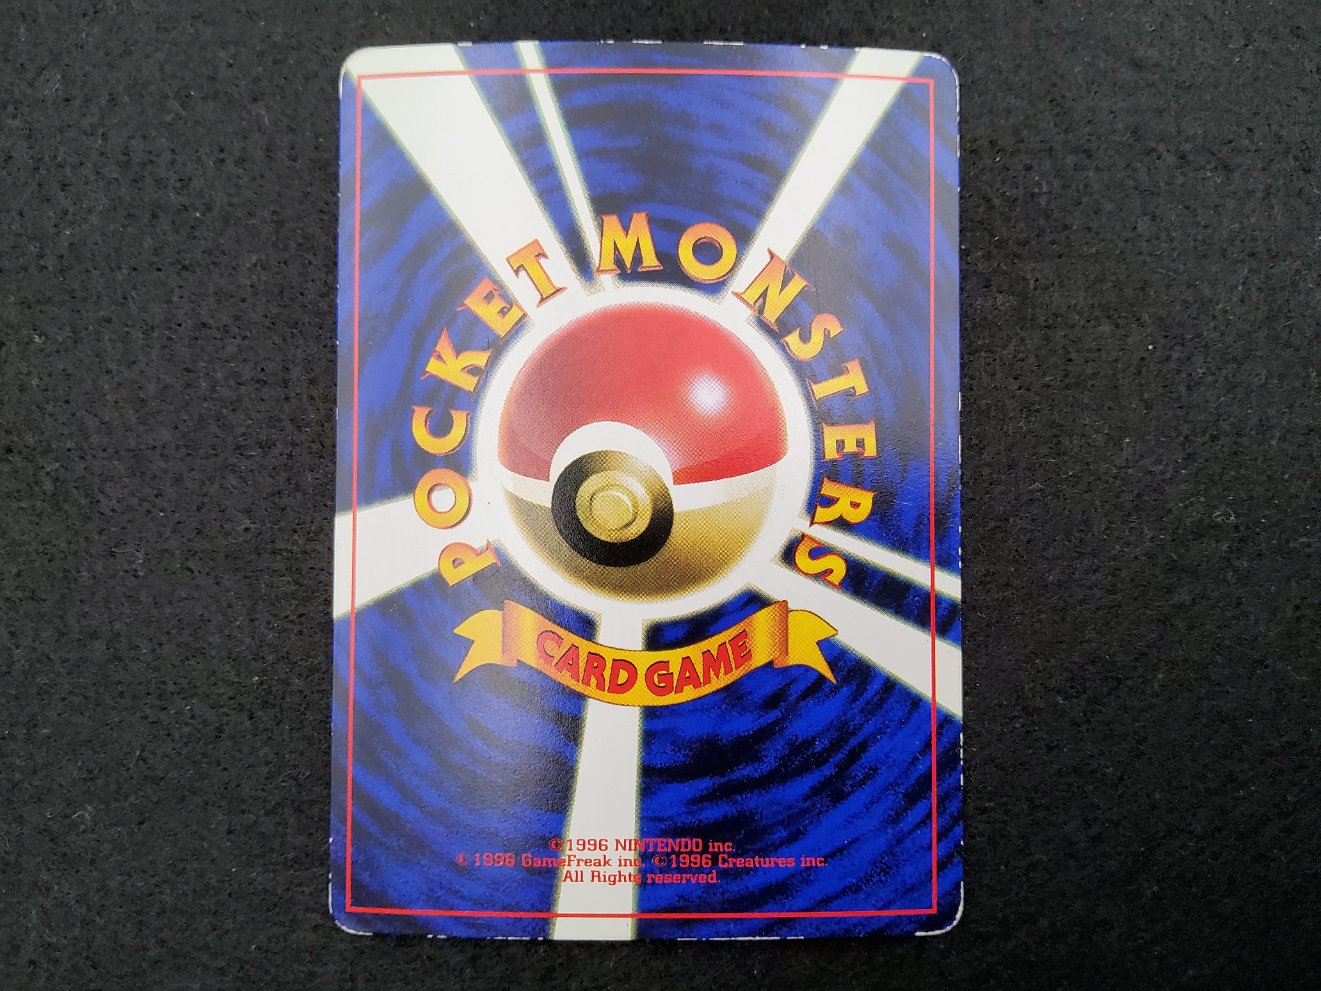 POCKET MONSTERS
CARD GAME
©1996 NINTENDO inc.
©1996 GameFreak inc. ©1996 Creatures inc.
All Rights reserved.